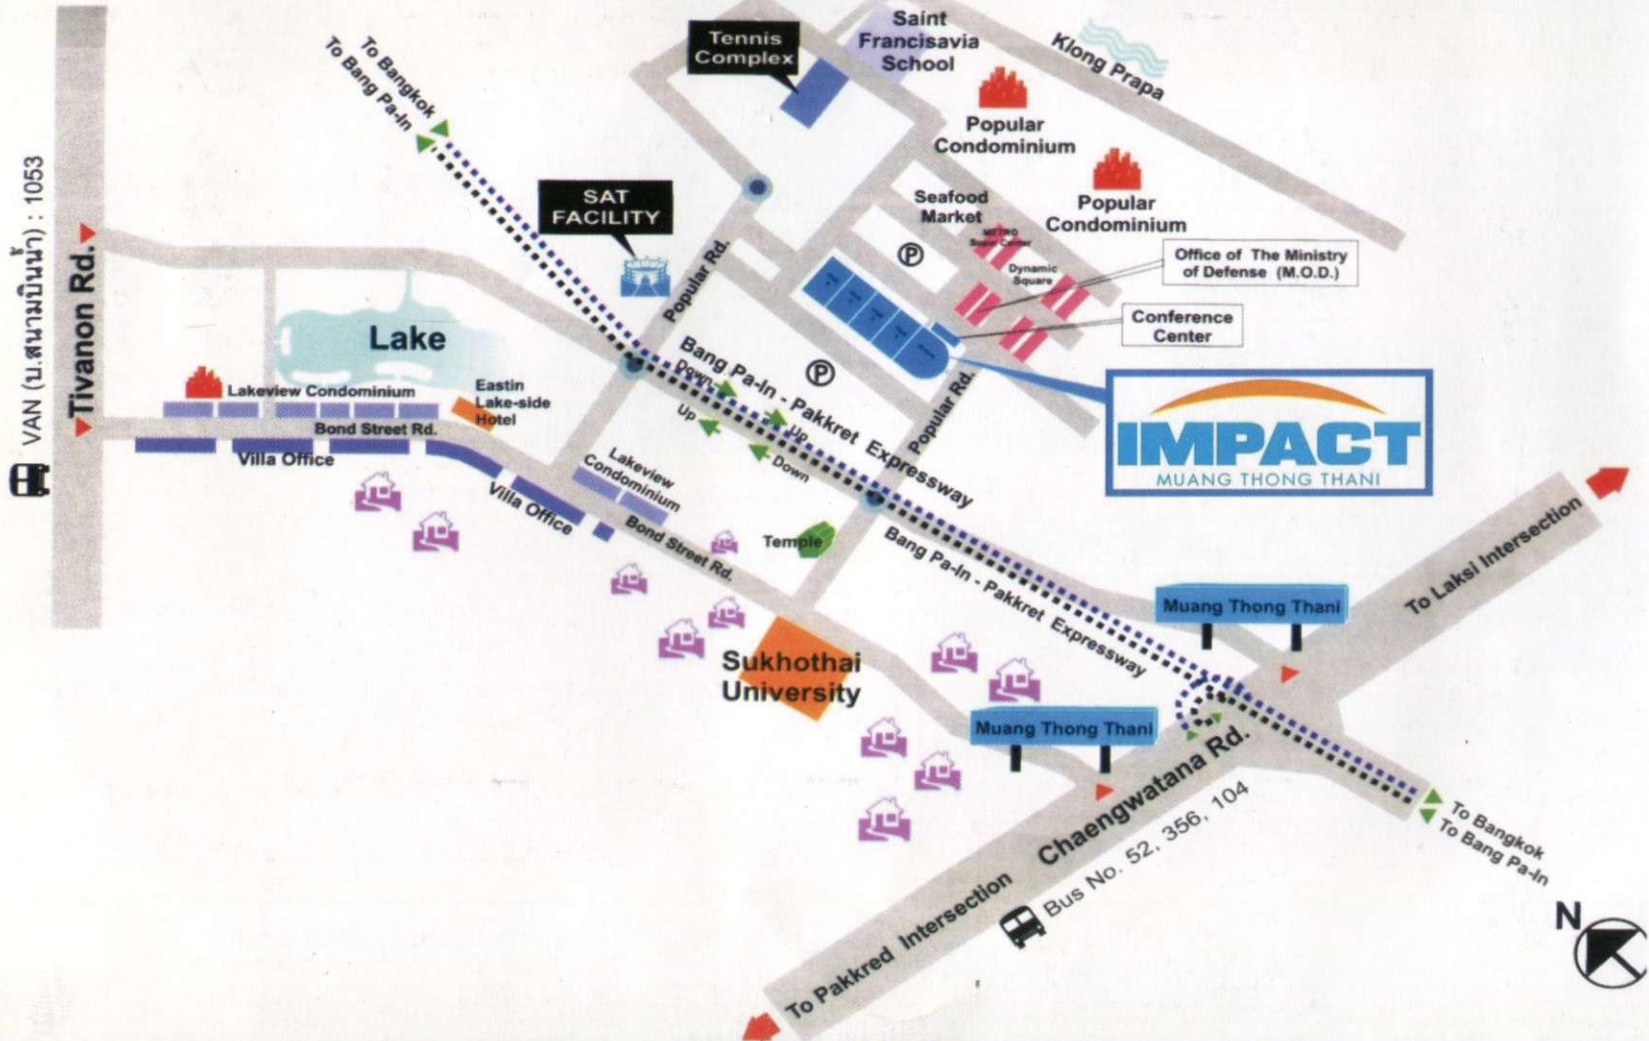 To Bangkok
To Bang Pa-In
Tennis
Complex
Saint
Francisavia
School
Klong Prapa
Popular
Condominium
Popular
Condominium
SAT
FACILITY
Seafood
Market
METRO
Super Center
Dynamic
Square
P
Office of The Ministry
of Defense (M.O.D.)
Conference
Center
Popular Rd.
VAN (บ.สนามบินน้ำ) : 1053
Tivanon Rd.
Lake
Lakeview Condominium
Eastin
Lake-side
Hotel
Bond Street Rd.
Villa Office
Bang Pa-In - Pakkret Expressway
Down
Up
Up
Down
P
Popular Rd.
IMPACT
MUANG THONG THANI
Lakeview
Condominium
Villa Office
Bond Street Rd.
Temple
Bang Pa-In - Pakkret Expressway
To Laksi Intersection
Muang Thong Thani
Sukhothai
University
Muang Thong Thani
Chaengwatana Rd.
Bus No. 52, 356, 104
To Pakkred Intersection
To Bangkok
To Bang Pa-In
N